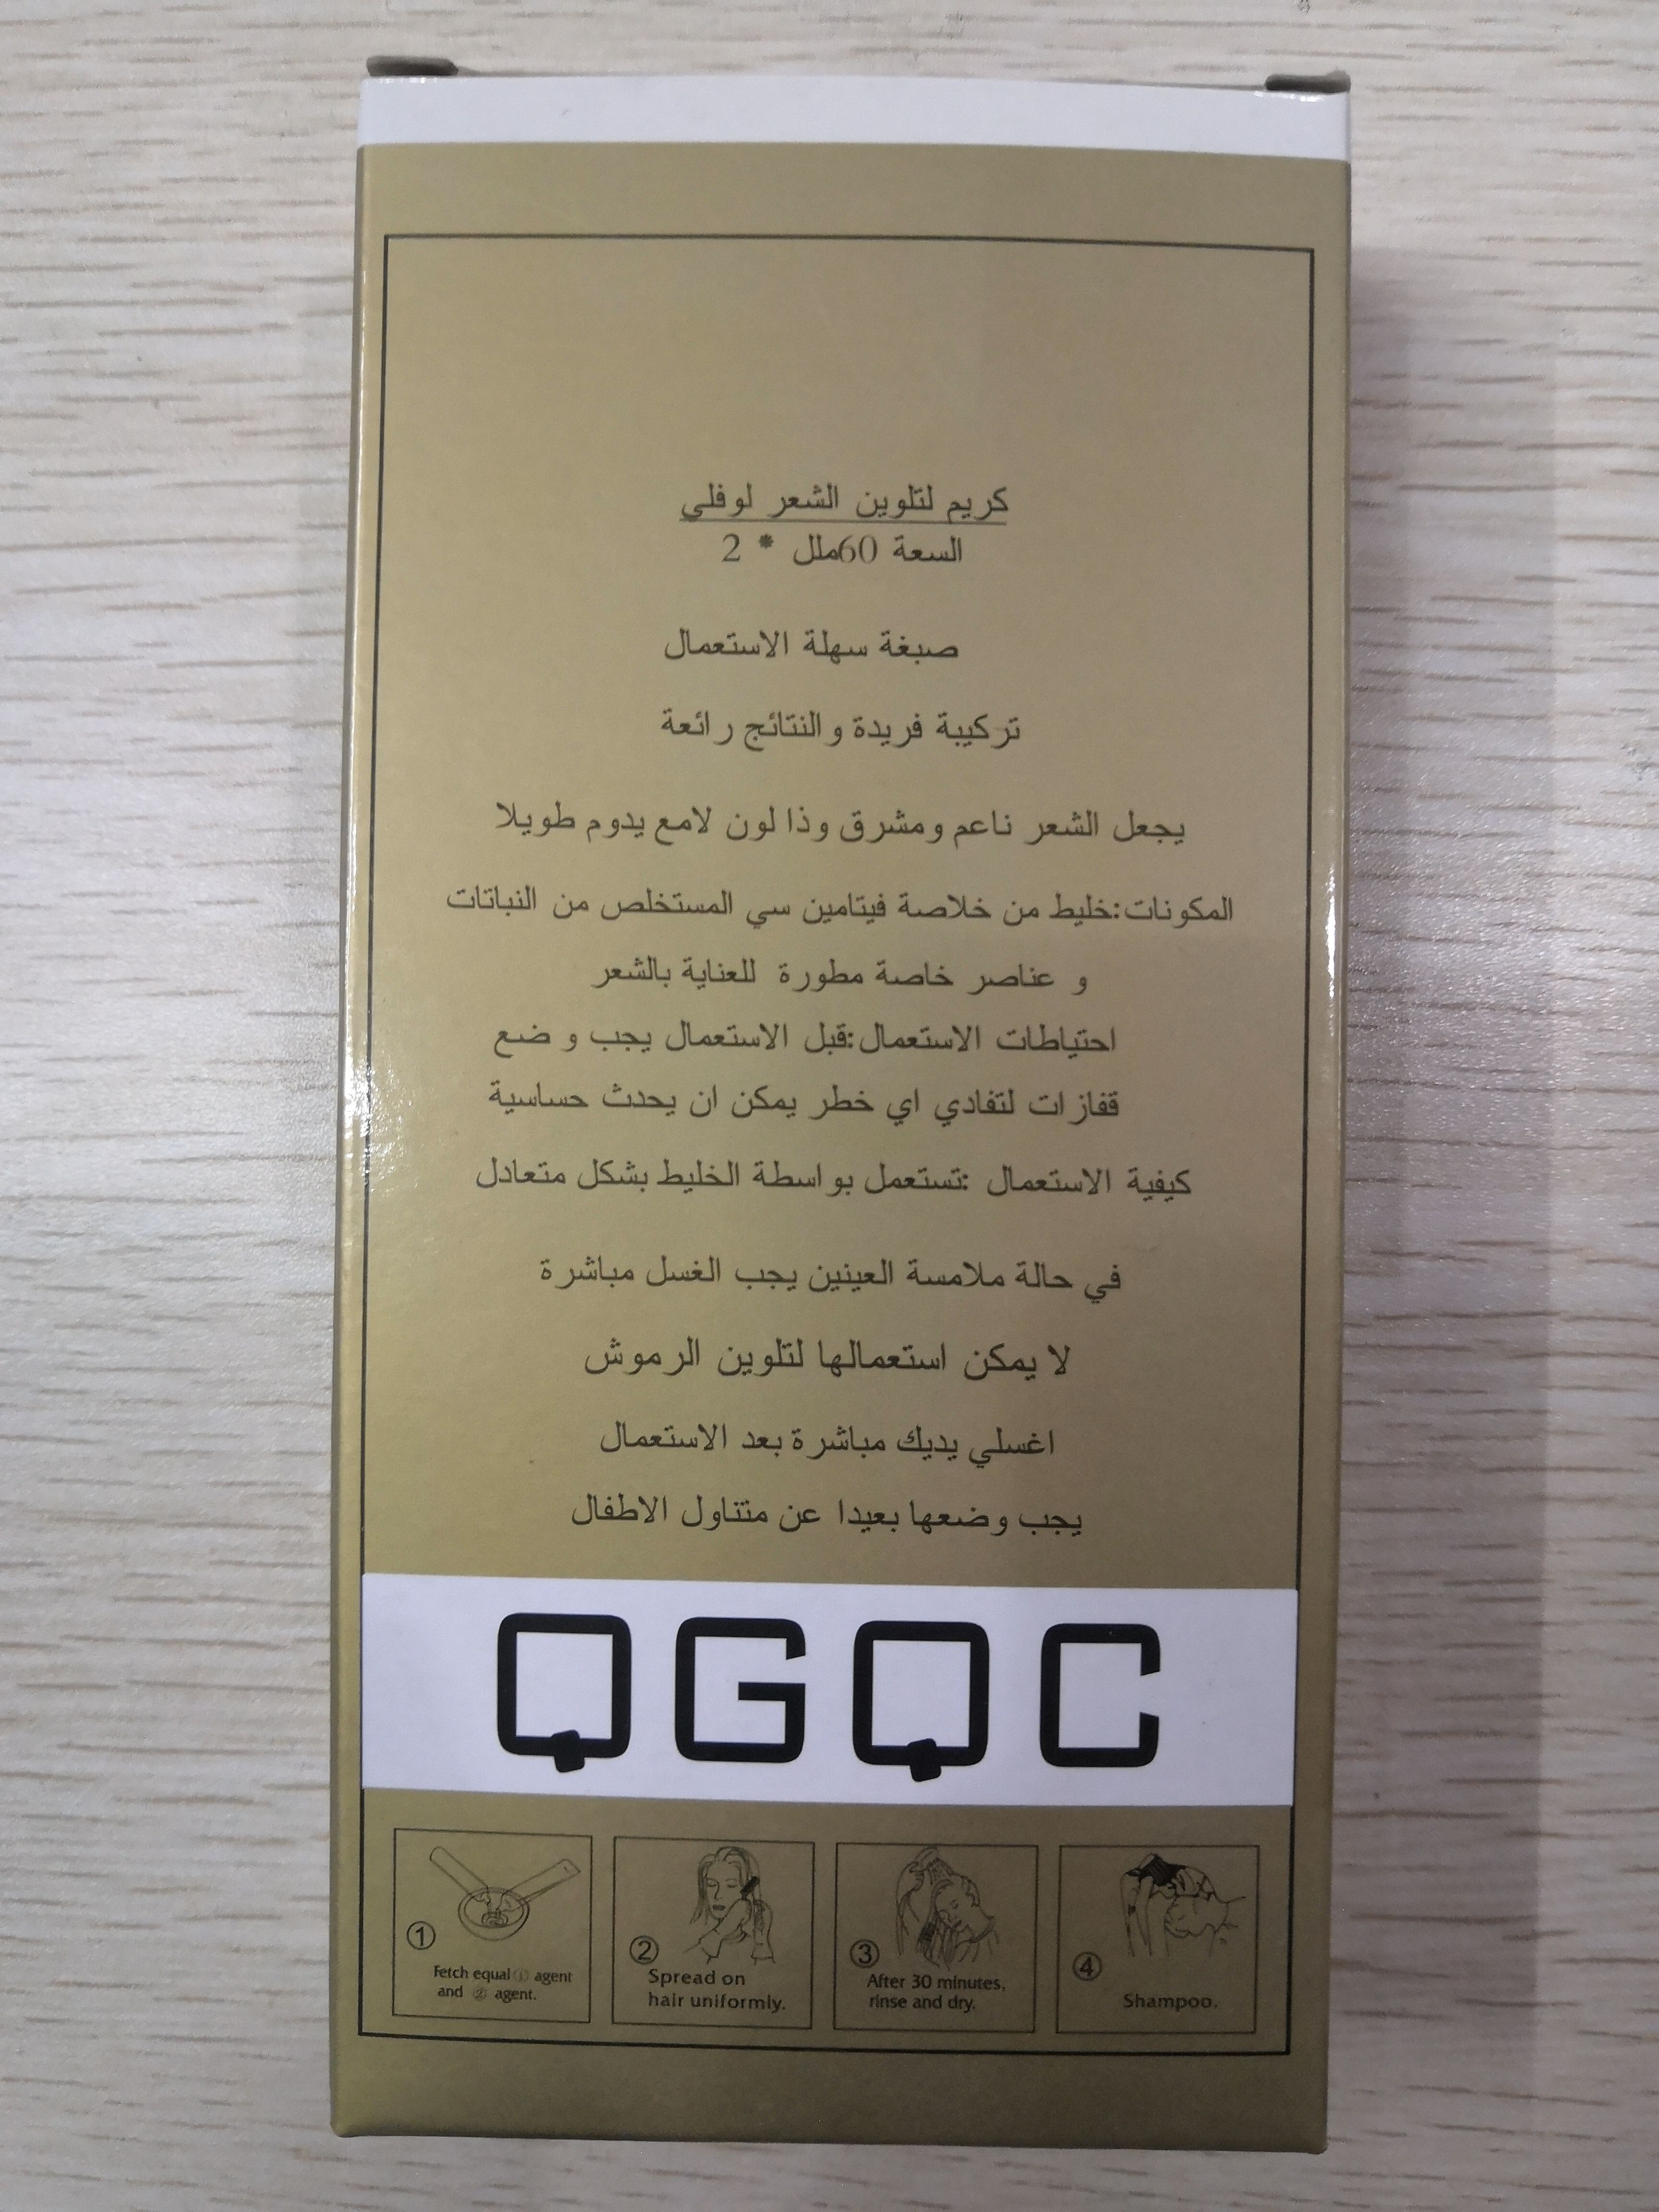 كريم لتلوين الشعر لوفلي
السعة 60ملل * 2
صبغة سهلة الاستعمال
تركيبة فريدة والنتائج رائعة
يجعل الشعر ناعم ومشرق وذا لون لامع يدوم طويلا
المكونات:خليط من خلاصة فيتامين سي المستخلص من النباتات
و عناصر خاصة مطورة للعناية بالشعر
احتياطات الاستعمال:قبل الاستعمال يجب وضع
قفازات لتفادي اي خطر يمكن ان يحدث حساسية
كيفية الاستعمال :تستعمل بواسطة الخليط بشكل متعادل
في حالة ملامسة العينين يجب الغسل مباشرة
لا يمكن استعمالها لتلوين الرموش
اغسلي يديك مباشرة بعد الاستعمال
يجب وضعها بعيدا عن متناول الاطفال
QGQC
①
Fetch equal ① agent
and ② agent.
②
Spread on
hair uniformly.
③
After 30 minutes,
rinse and dry.
④
Shampoo.